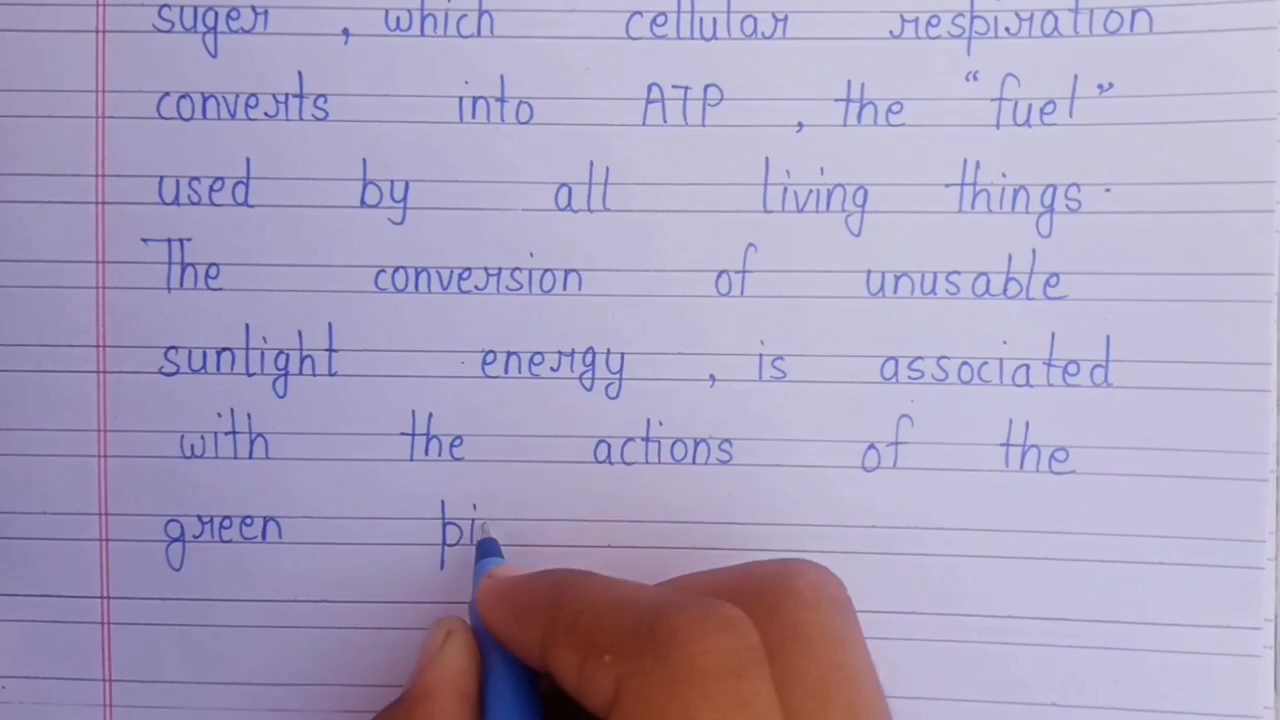 suger , which cellular respiration
converts into ATP , the "fuel"
used by all living things.
The conversion of unusable
sunlight energy , is associated
with the actions of the
green pi